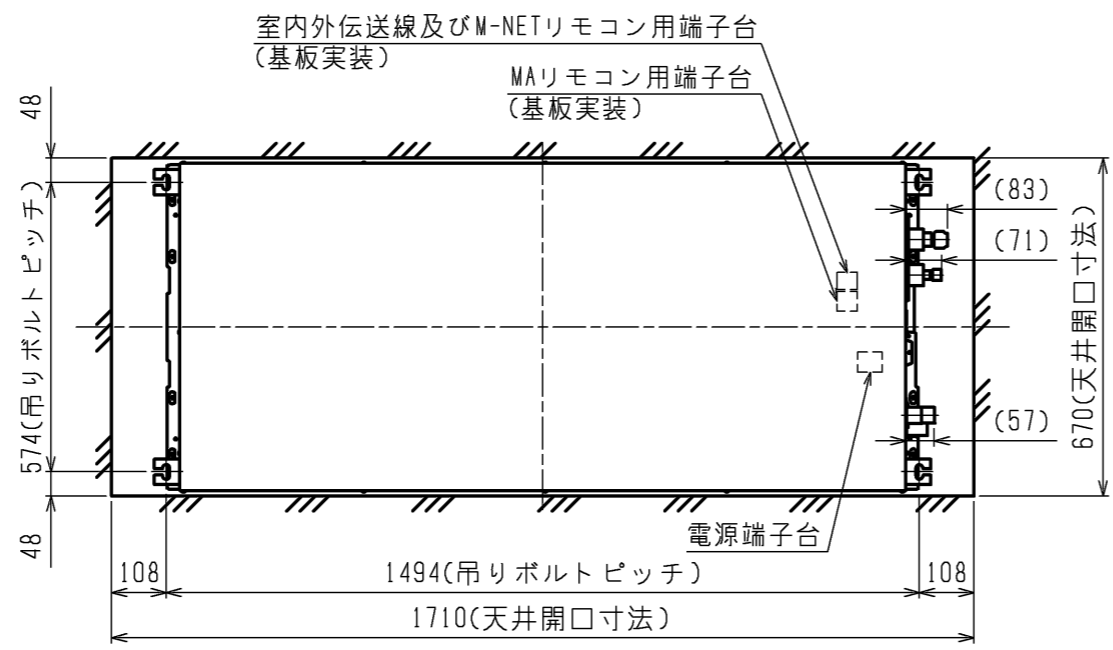 室内外伝送線及びM-NETリモコン用端子台
(基板実装)
MAリモコン用端子台
(基板実装)
48
574(吊りボルトピッチ)
48
(83)
(71)
(57)
670(天井開口寸法)
電源端子台
108
1494(吊りボルトピッチ)
108
1710(天井開口寸法)